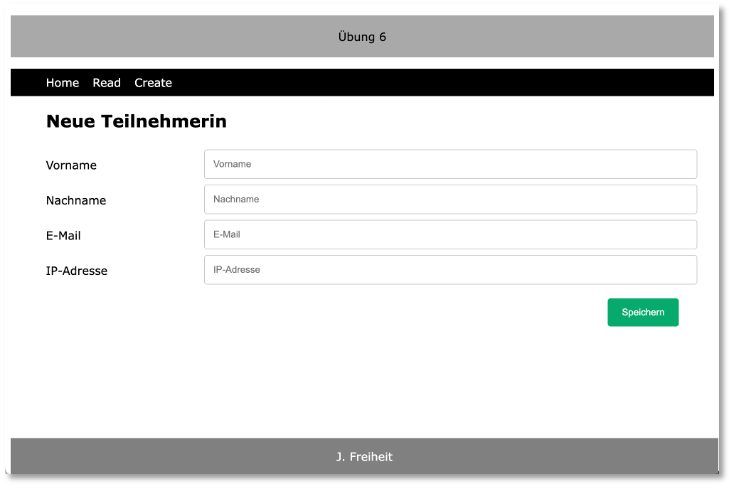 Übung 6
Home Read Create
Neue Teilnehmerin
Vorname Vorname
Nachname Nachname
E-Mail E-Mail
IP-Adresse IP-Adresse
Speichern
J. Freiheit